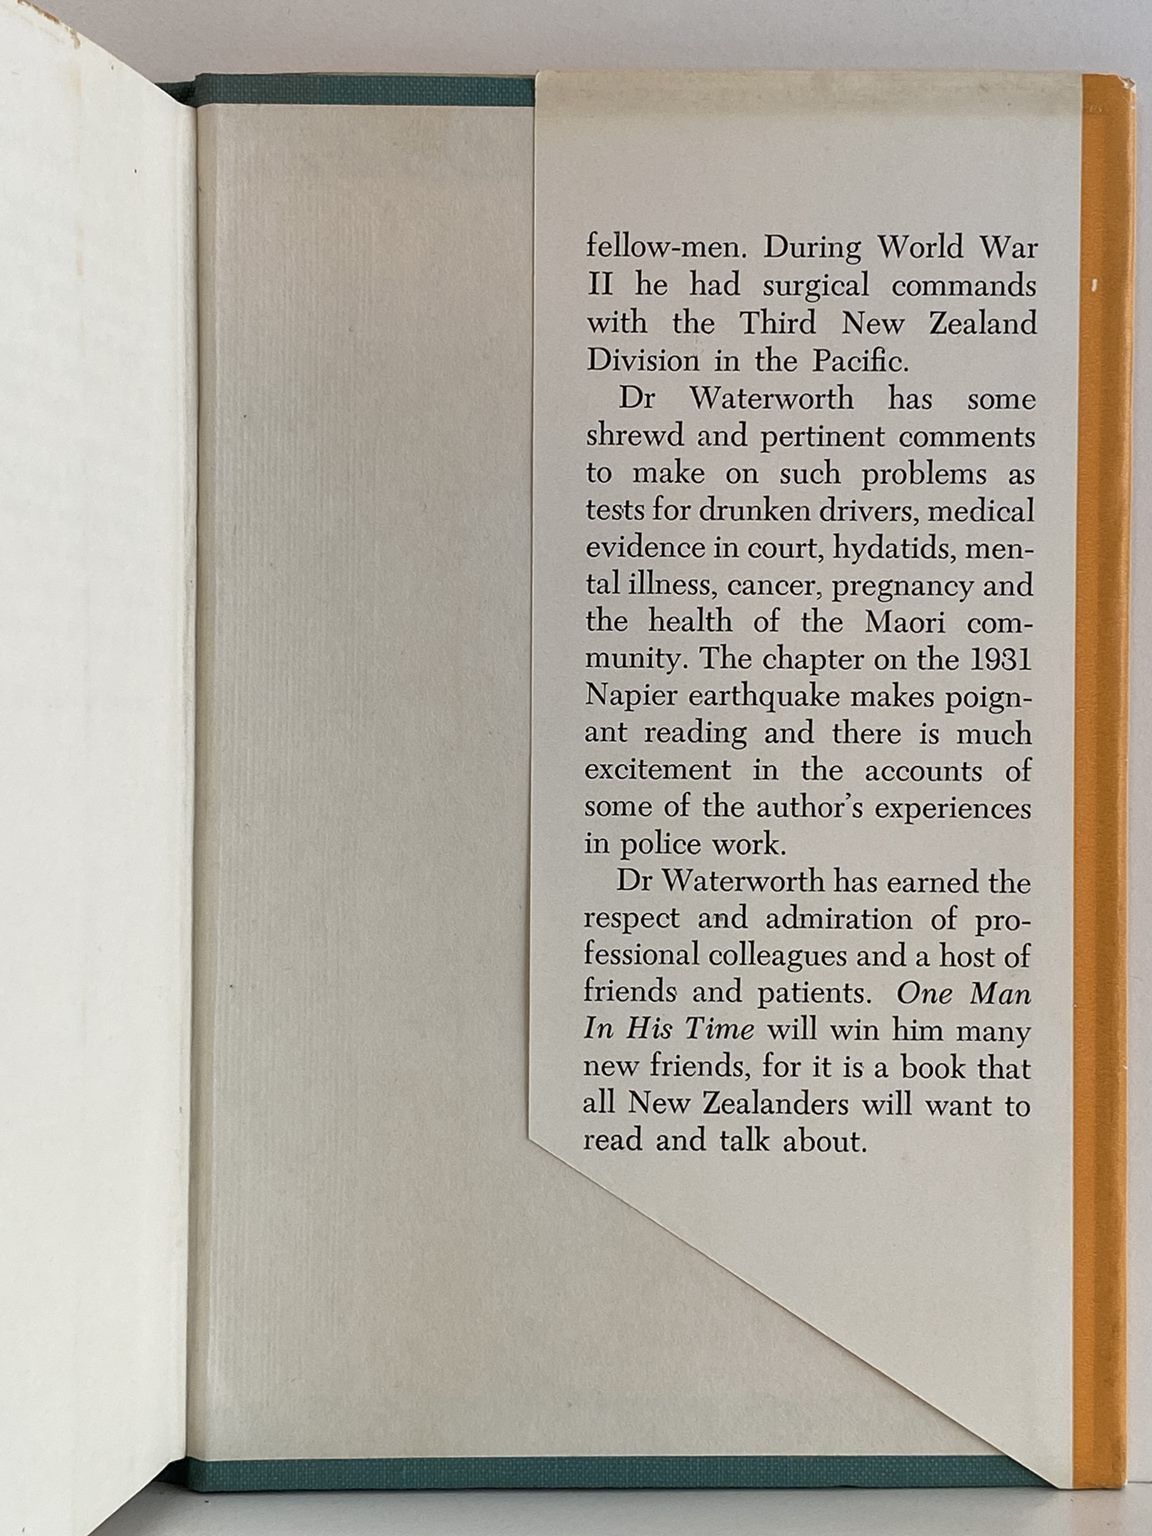 fellow-men. During World War
II he had surgical commands
with the Third New Zealand
Division in the Pacific.
Dr Waterworth has some
shrewd and pertinent comments
to make on such problems as
tests for drunken drivers, medical
evidence in court, hydatids, men-
tal illness, cancer, pregnancy and
the health of the Maori com-
munity. The chapter on the 1931
Napier earthquake makes poign-
ant reading and there is much
excitement in the accounts of
some of the author's experiences
in police work.
Dr Waterworth has earned the
respect and admiration of pro-
fessional colleagues and a host of
friends and patients. One Man
In His Time will win him many
new friends, for it is a book that
all New Zealanders will want to
read and talk about.